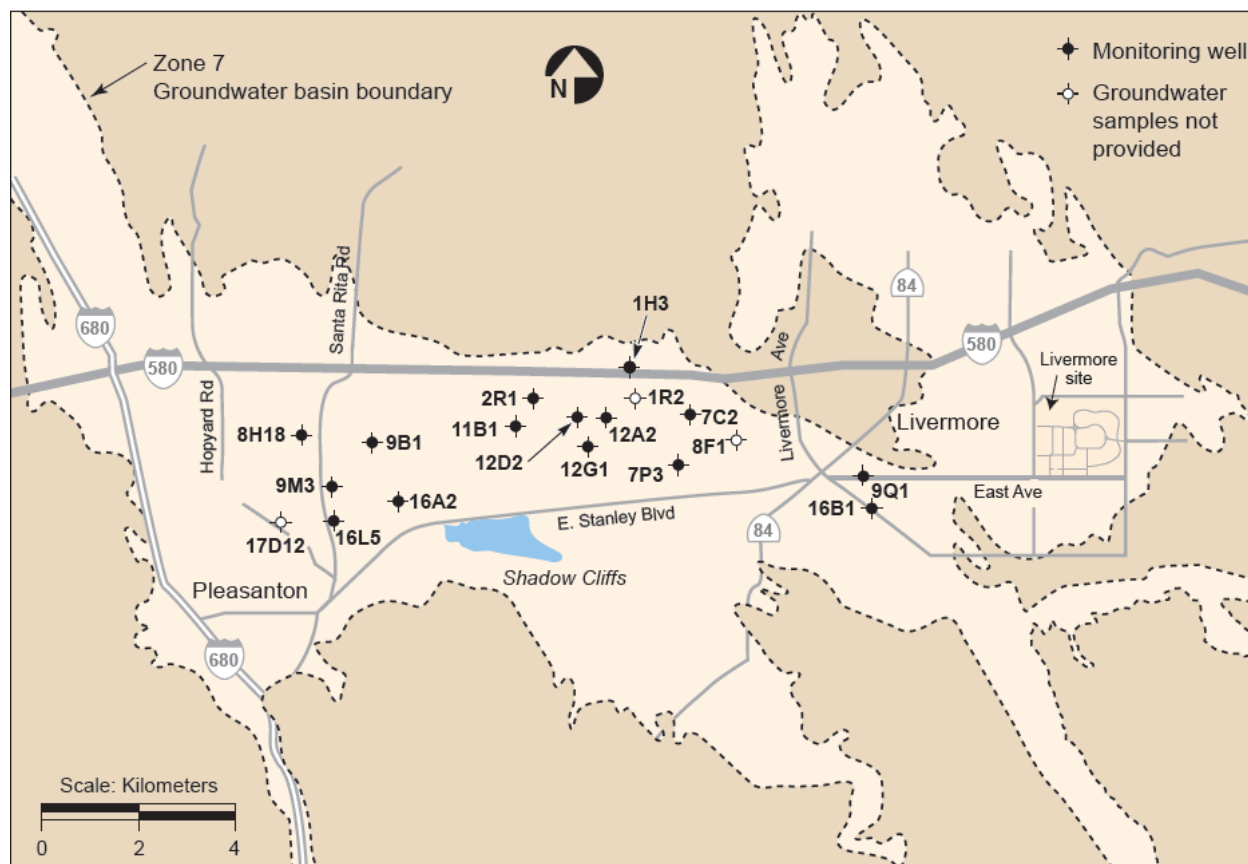 Zone 7
Groundwater basin boundary
N
Monitoring well
Groundwater
samples not
provided
Santa Rita Rd
Hopyard Rd
680
580
1H3
84
Livermore Ave
580
Livermore
site
2R1
1R2
7C2
11B1
12A2
8F1
8H18
9B1
12D2
12G1
7P3
Livermore
9M3
16A2
9Q1
East Ave
16B1
17D12
16L5
E. Stanley Blvd
84
Shadow Cliffs
Pleasanton
680
Scale: Kilometers
0 2 4